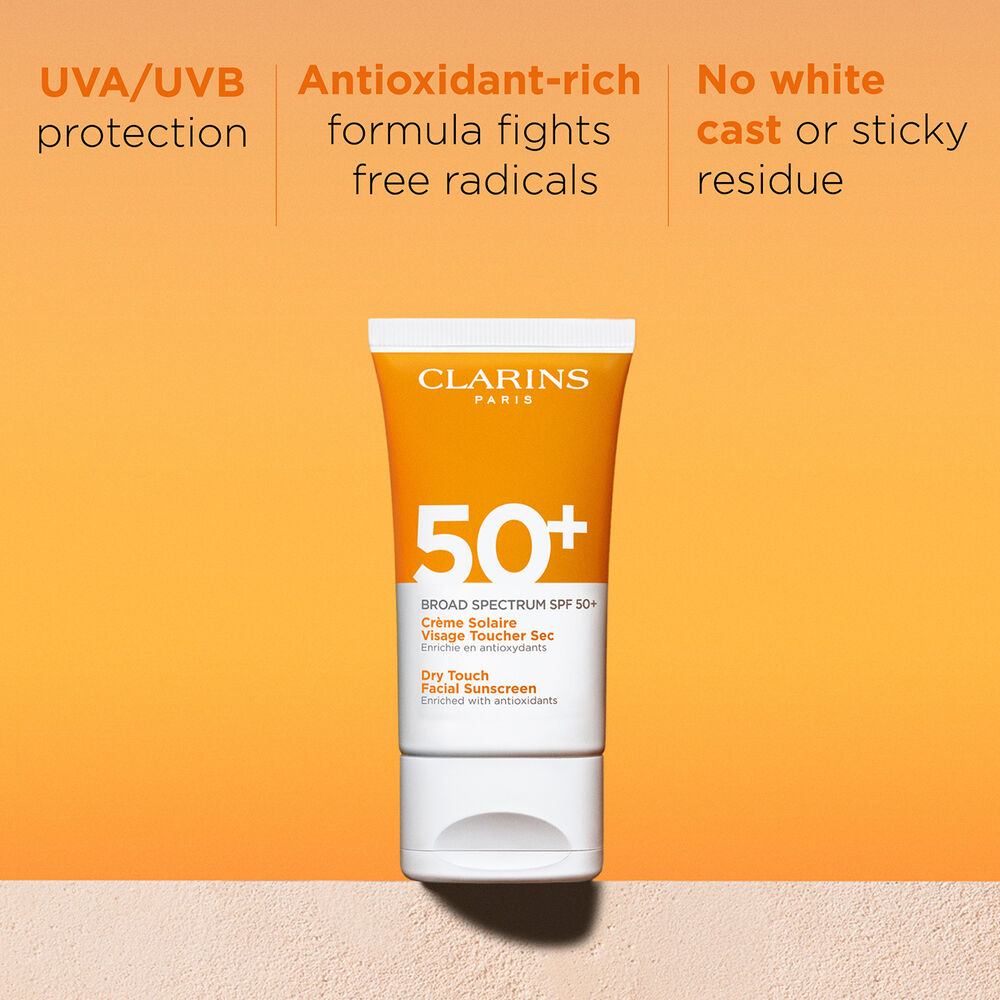 UVA/UVB
protection
Antioxidant-rich
formula fights
free radicals
No white
cast or sticky
residue
CLARINS
PARIS
50+
BROAD SPECTRUM SPF 50+
Crème Solaire
Visage Toucher Sec
Enrichie en antioxydants
Dry Touch
Facial Sunscreen
Enriched with antioxidants